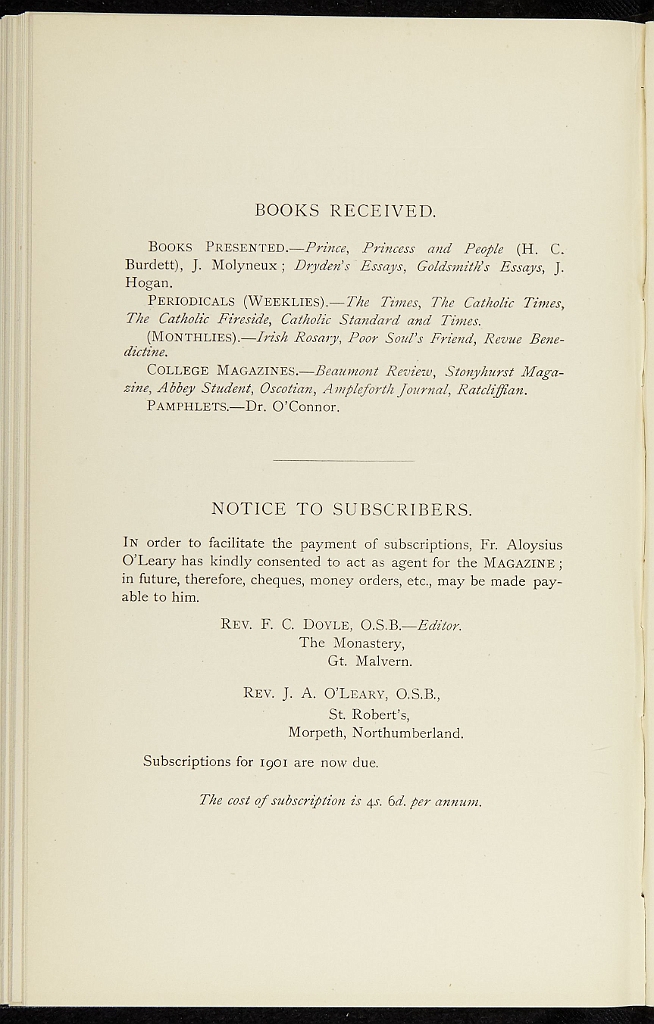 BOOKS RECEIVED.
BOOKS PRESENTED.—Prince, Princess and People (H. C.
Burdett), J. Molyneux ; Dryden's Essays, Goldsmith's Essays, J.
Hogan.
PERIODICALS (WEEKLIES).—The Times, The Catholic Times,
The Catholic Fireside, Catholic Standard and Times.
(MONTHLIES).—Irish Rosary, Poor Soul's Friend, Revue Bene-
dictine.
COLLEGE MAGAZINES.—Beaumont Review, Stonyhurst Maga-
zine, Abbey Student, Oscotian, Ampleforth Journal, Ratcliffian.
PAMPHLETS.—Dr. O'Connor.
NOTICE TO SUBSCRIBERS.
IN order to facilitate the payment of subscriptions, Fr. Aloysius
O'Leary has kindly consented to act as agent for the MAGAZINE ;
in future, therefore, cheques, money orders, etc., may be made pay-
able to him.
REV. F. C. DOYLE, O.S.B.—Editor.
The Monastery,
Gt. Malvern.
REV. J. A. O'LEARY, O.S.B.,
St. Robert's,
Morpeth, Northumberland.
Subscriptions for 1901 are now due.
The cost of subscription is 4s. 6d. per annum.